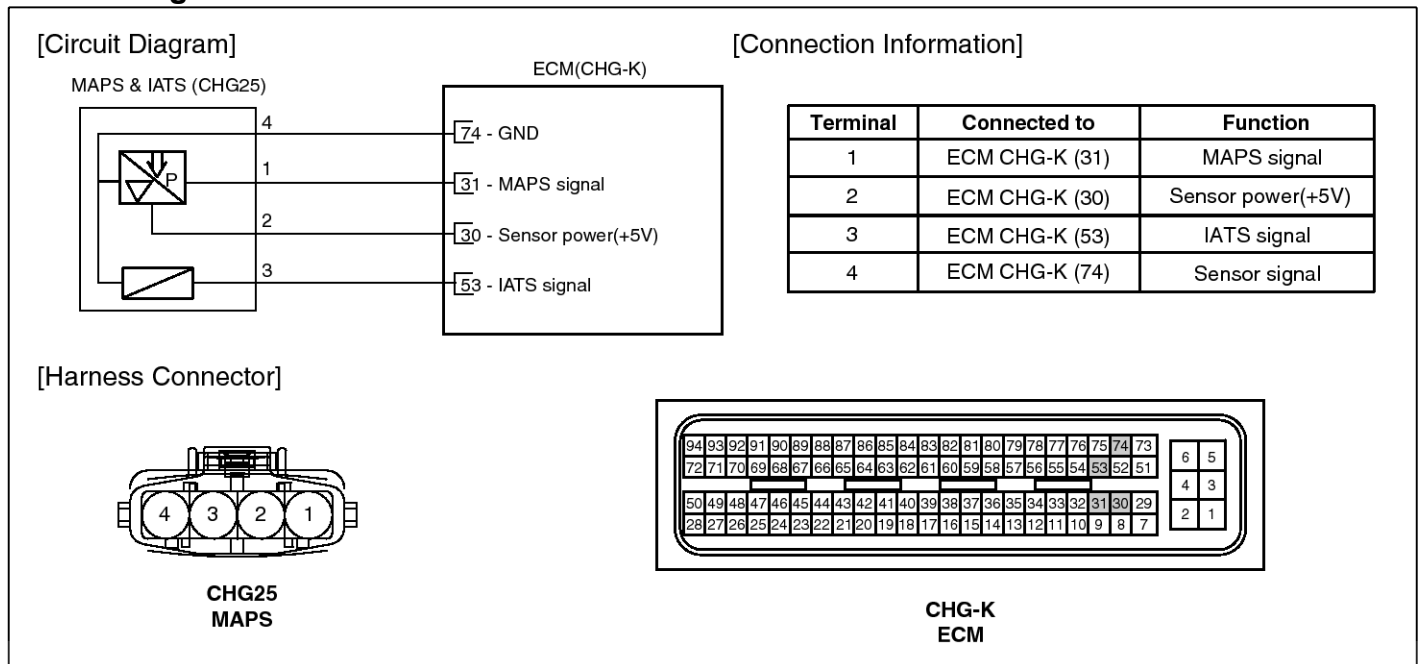 [Circuit Diagram]
MAPS & IATS (CHG25)
ECM(CHG-K)
4
74 - GND
P
1
31 - MAPS signal
2
30 - Sensor power(+5V)
3
53 - IATS signal
[Connection Information]
Terminal Connected to Function
1 ECM CHG-K (31) MAPS signal
2 ECM CHG-K (30) Sensor power(+5V)
3 ECM CHG-K (53) IATS signal
4 ECM CHG-K (74) Sensor signal
[Harness Connector]
4 3 2 1
CHG25
MAPS
94 93 92 91 90 89 88 87 86 85 84 83 82 81 80 79 78 77 76 75 74 73
72 71 70 69 68 67 66 65 64 63 62 61 60 59 58 57 56 55 54 53 52 51
50 49 48 47 46 45 44 43 42 41 40 39 38 37 36 35 34 33 32 31 30 29
28 27 26 25 24 23 22 21 20 19 18 17 16 15 14 13 12 11 10 9 8 7
6 5
4 3
2 1
CHG-K
ECM